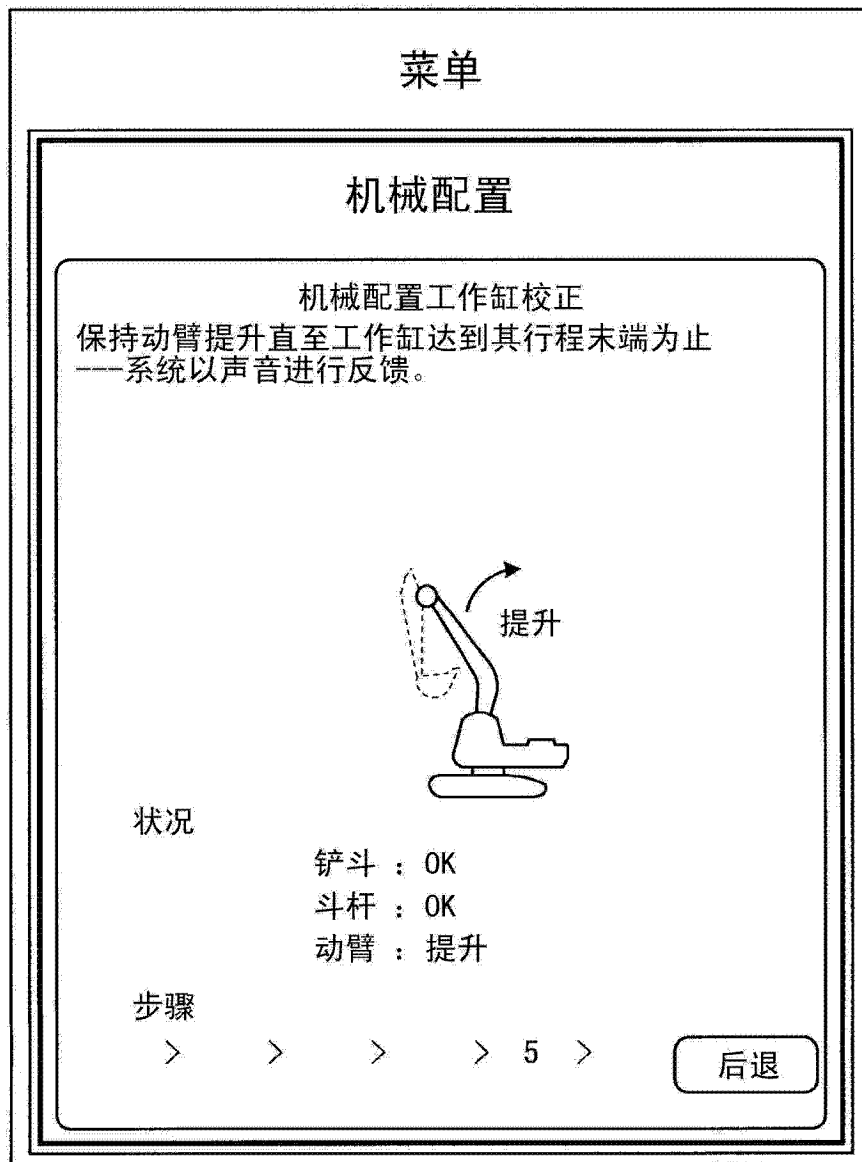 菜单
机械配置
机械配置工作缸校正
保持动臂提升直至工作缸达到其行程末端为止
---系统以声音进行反馈。
提升
状况
铲斗 : OK
斗杆 : OK
动臂 : 提升
步骤
> > > > 5 >
后退